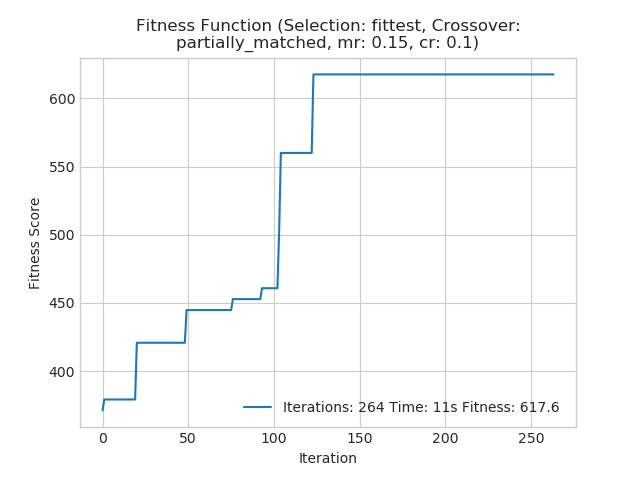 Fitness Function (Selection: fittest, Crossover:
partially_matched, mr: 0.15, cr: 0.1)
600
550
500
450
400
Fitness Score
Iterations: 264 Time: 11s Fitness: 617.6
0 50 100 150 200 250
Iteration